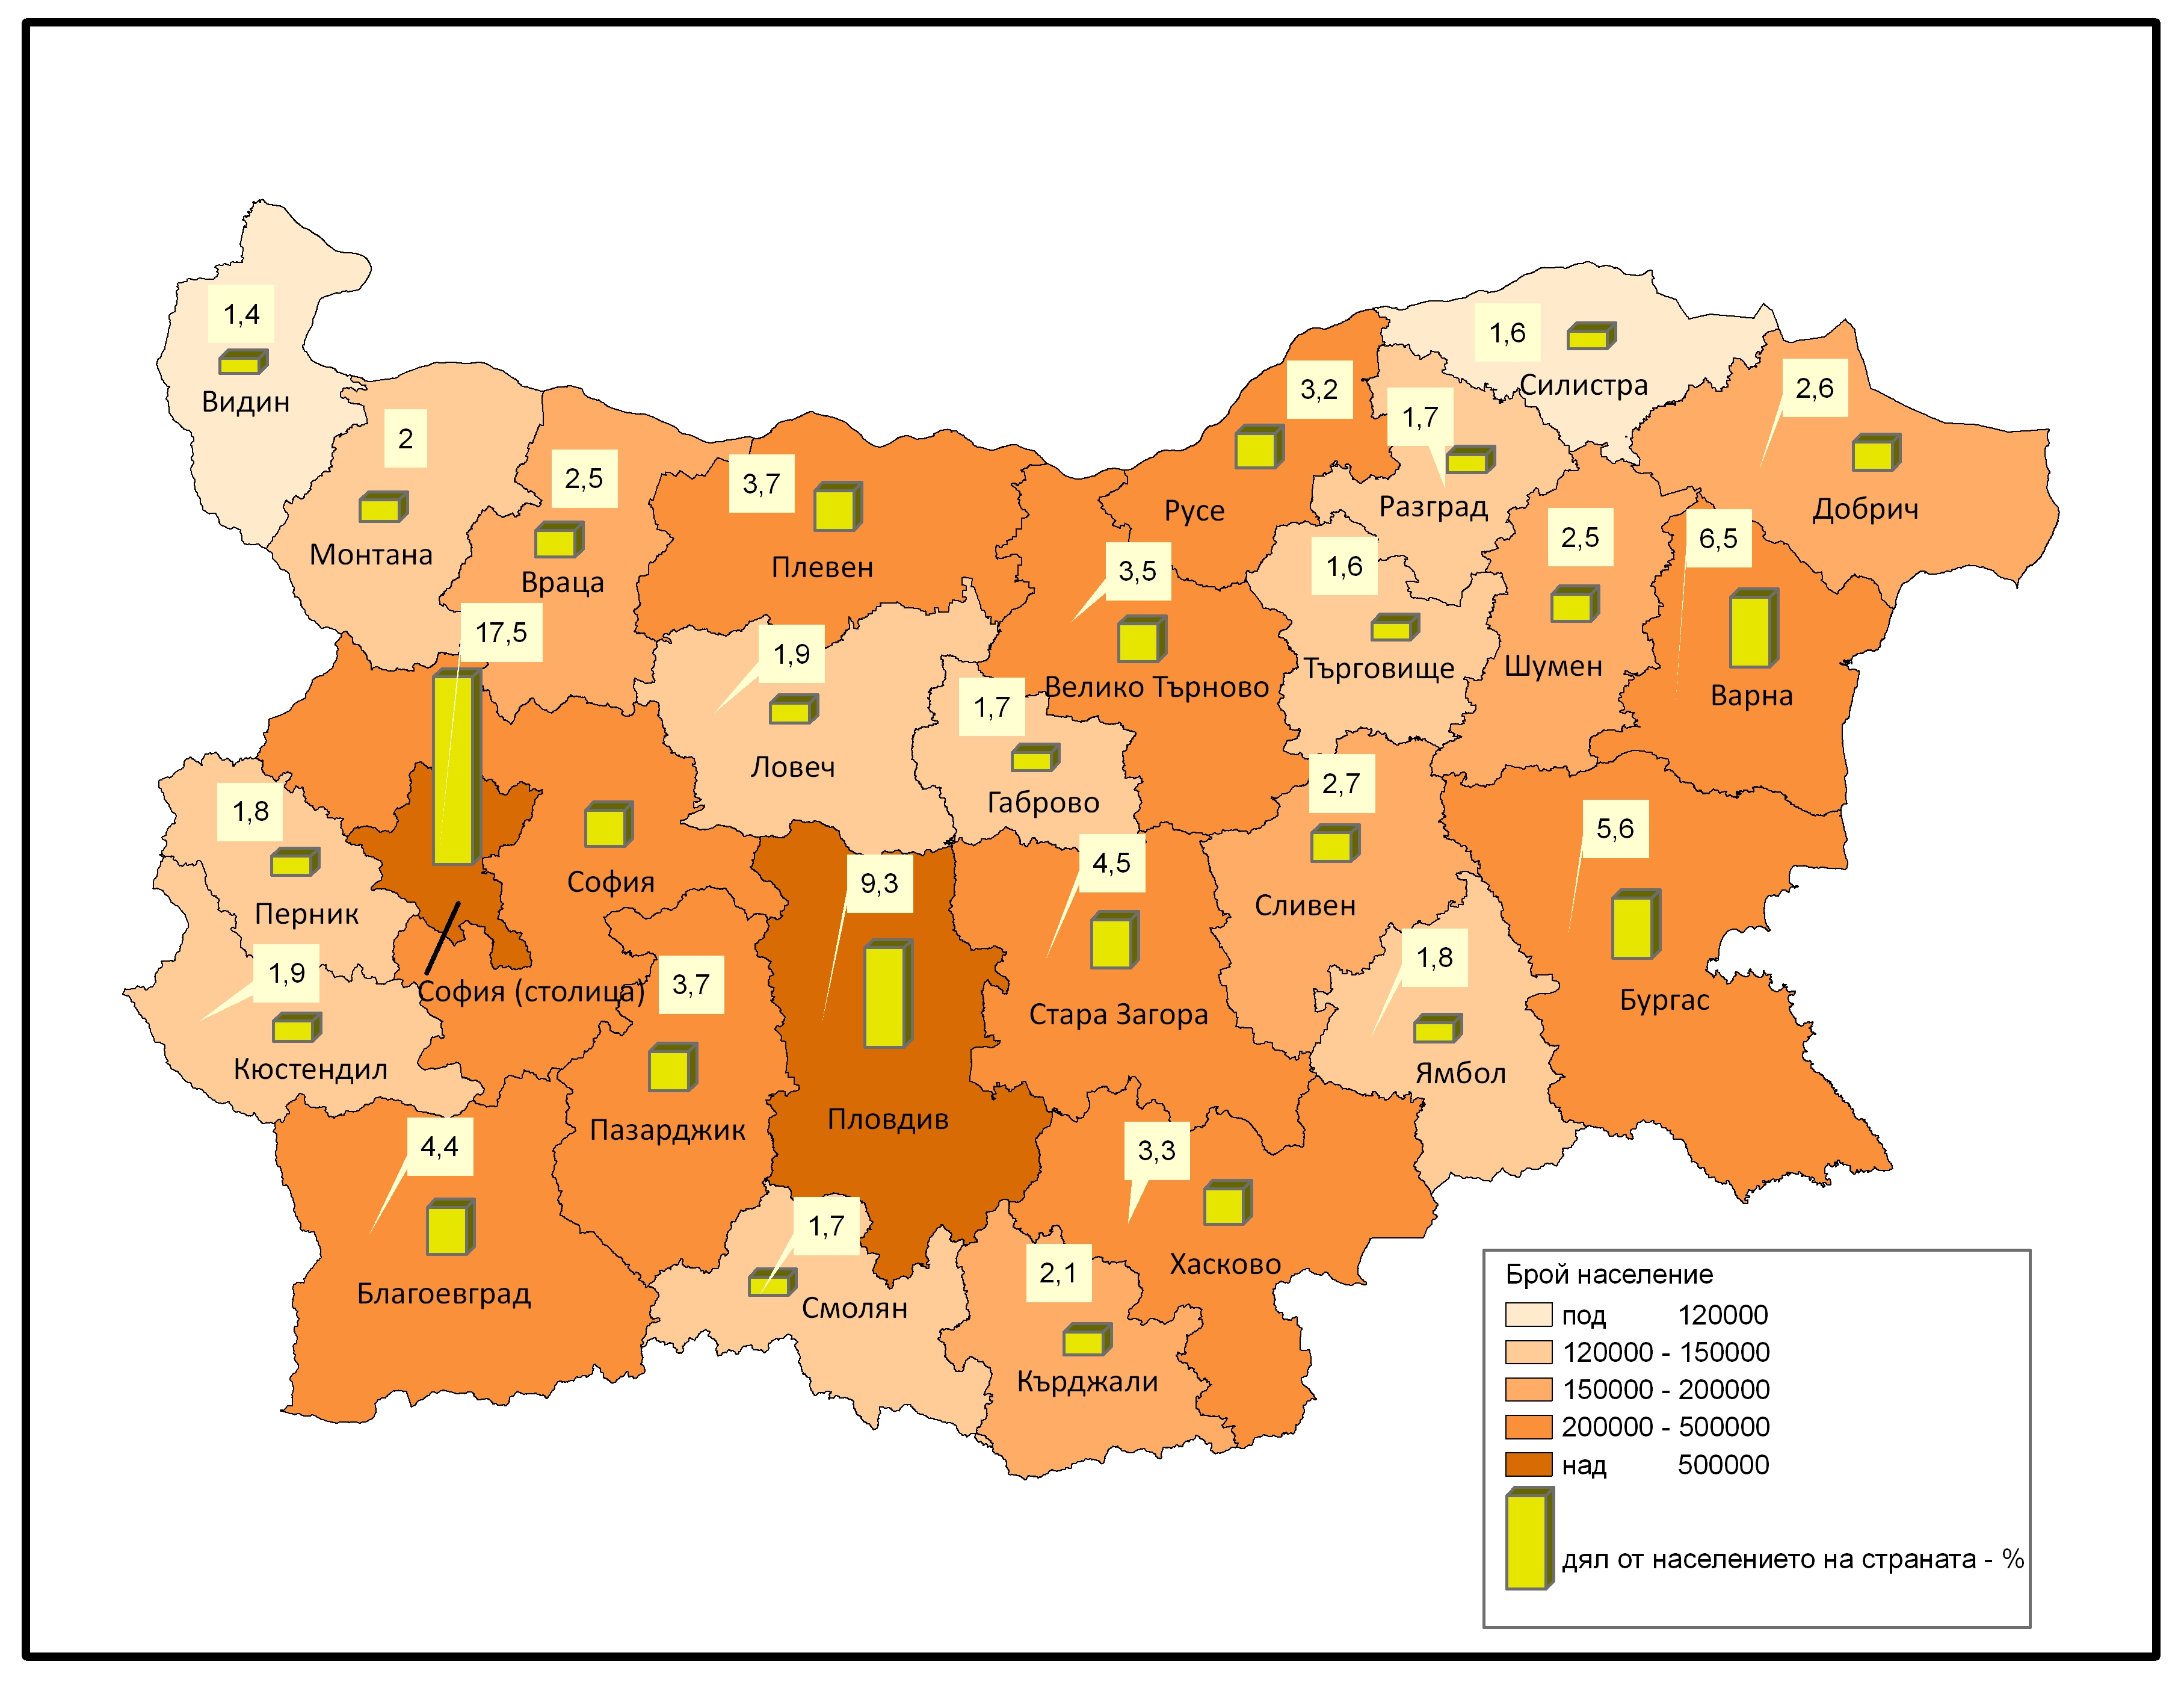 1,4
Видин
2
Монтана
2,5
Враца
3,7
Плевен
3,2
Русе
1,6
Силистра
1,7
Разград
2,6
Добрич
3,5
Велико Търново
1,6
Търговище
2,5
Шумен
6,5
Варна
17,5
1,9
Ловеч
1,7
Габрово
2,7
Сливен
5,6
Бургас
1,8
Перник
София
9,3
Пловдив
4,5
Стара Загора
1,8
Ямбол
1,9
Кюстендил
София (столица)
3,7
Пазарджик
4,4
Благоевград
1,7
Смолян
3,3
Хасково
2,1
Кърджали
Брой население
под 120000
120000 - 150000
150000 - 200000
200000 - 500000
над 500000
дял от населението на страната - %